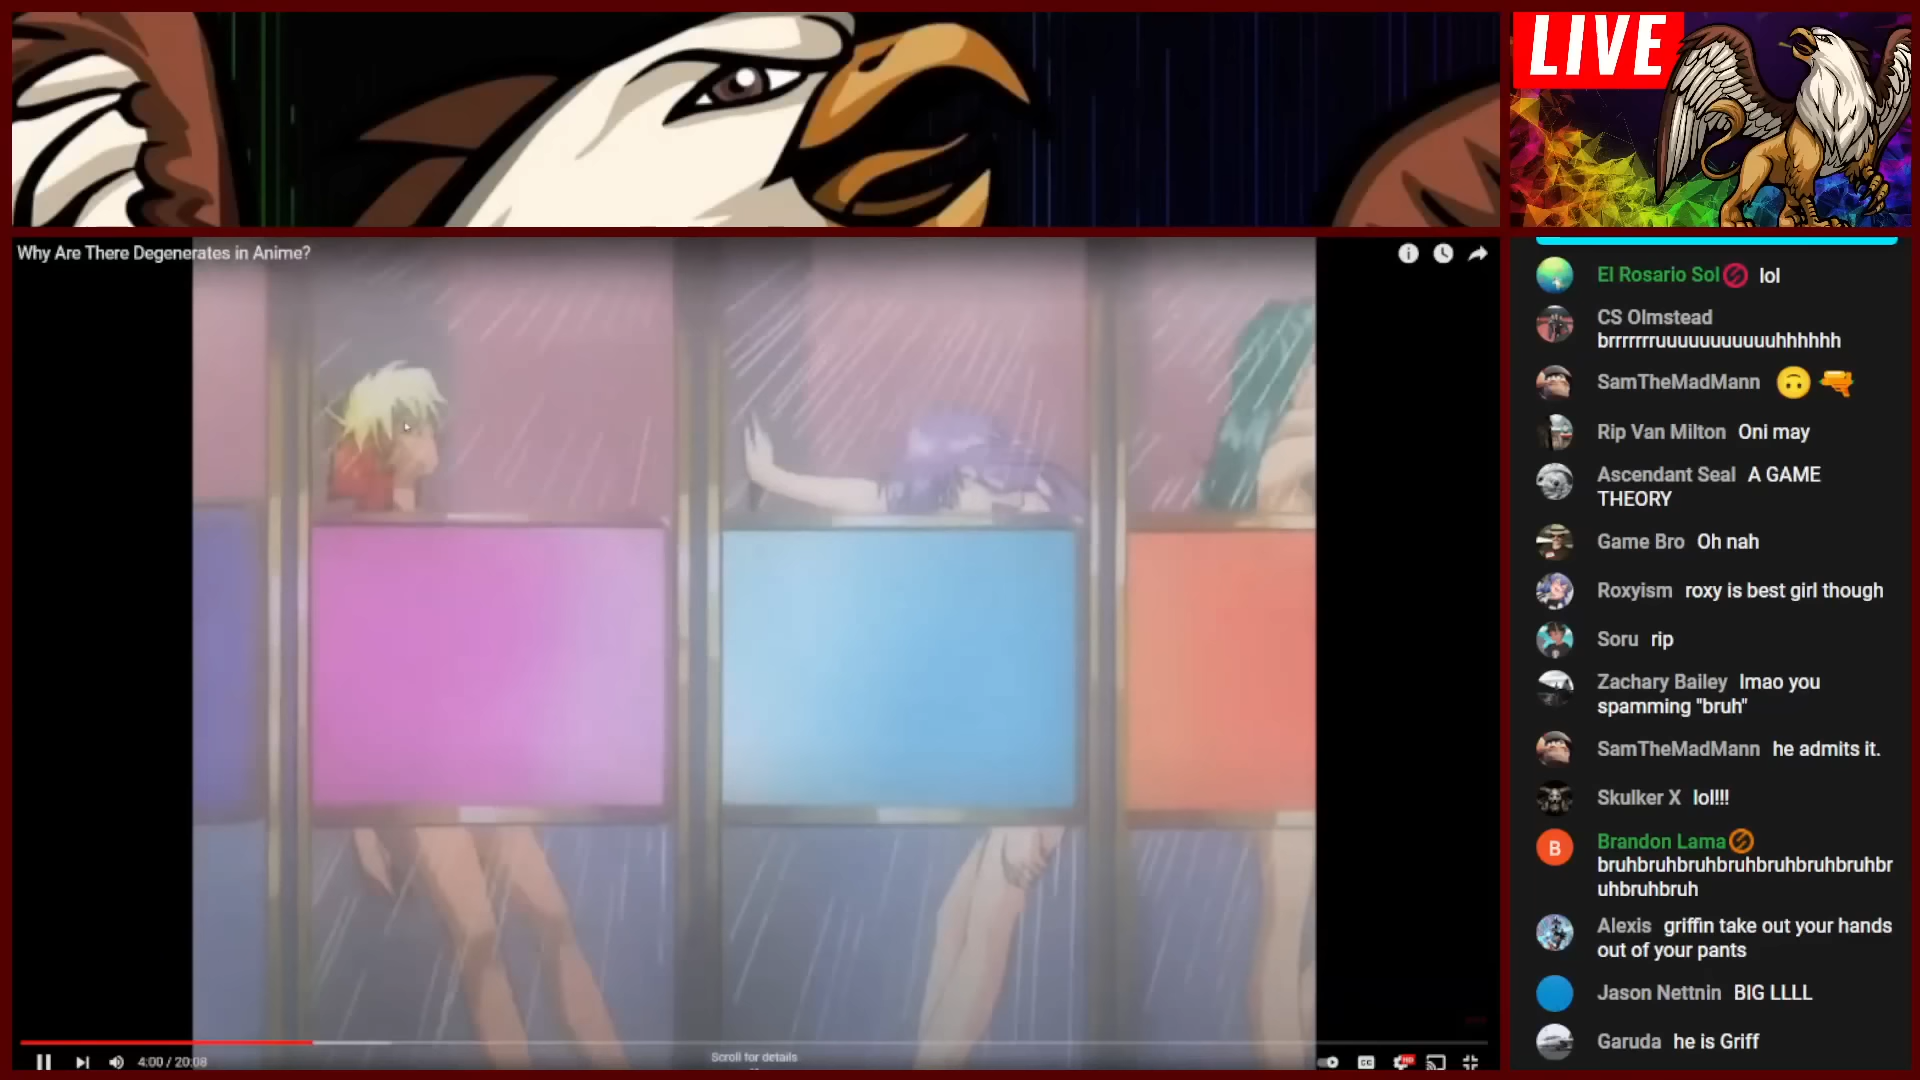 LIVE
Why Are There Degenerates in Anime?
4:00 / 20:08
Scroll for details
CC
HD
El Rosario Sol lol
CS Olmstead
brrrrrrruuuuuuuuuuuhhhhhh
SamTheMadMann 🙃 🔫
Rip Van Milton Oni may
Ascendant Seal A GAME
THEORY
Game Bro Oh nah
Roxyism roxy is best girl though
Soru rip
Zachary Bailey lmao you
spamming "bruh"
SamTheMadMann he admits it.
Skulker X lol!!!
B
Brandon Lama
bruhbruhbruhbruhbruhbruhbruhbr
uhbruhbruh
Alexis griffin take out your hands
out of your pants
Jason Nettnin BIG LLLL
Garuda he is Griff